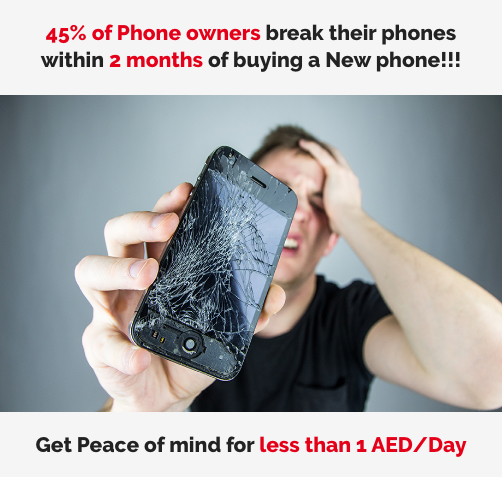 45% of Phone owners break their phones
within 2 months of buying a New phone!!!
Get Peace of mind for less than 1 AED/Day